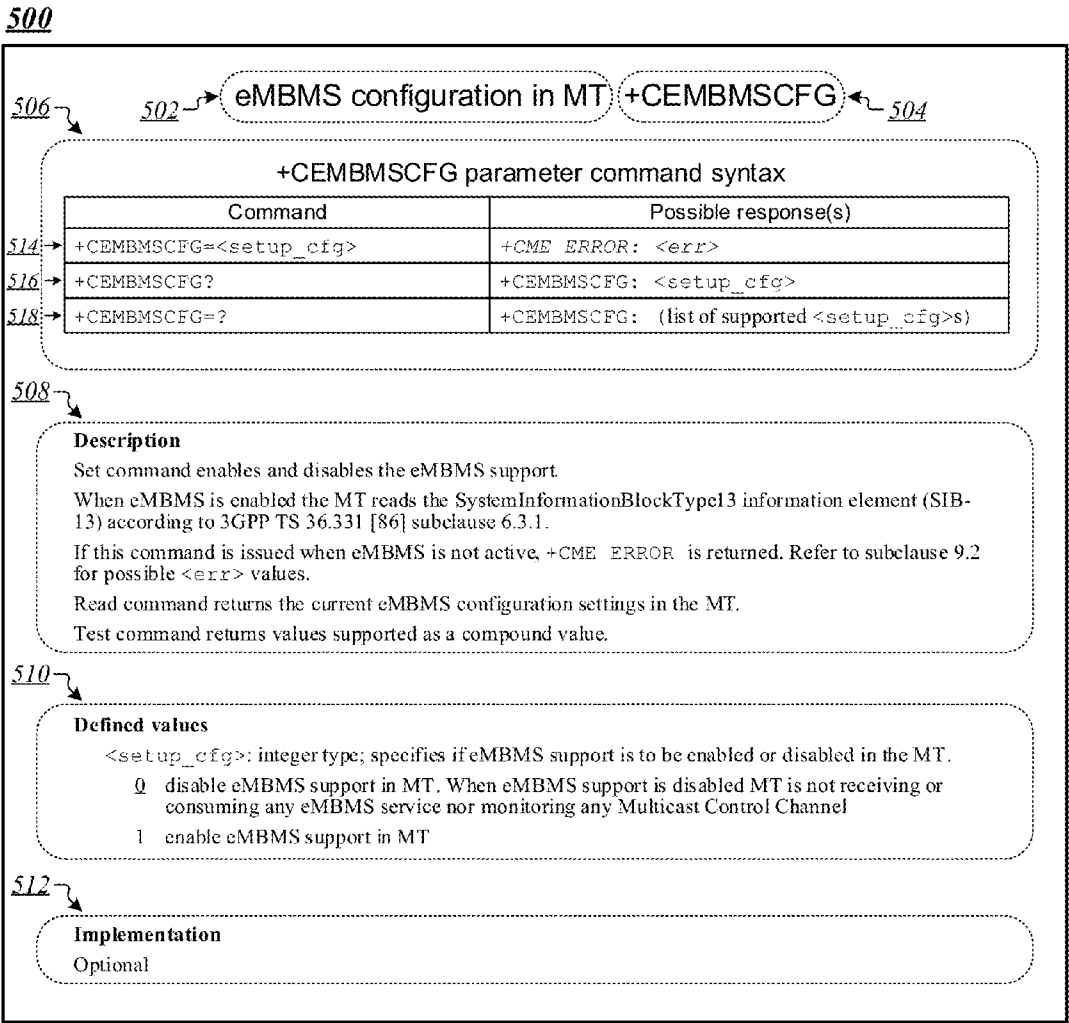 500
eMBMS configuration in MT +CEMBMSCFG
506
502
504
+CEMBMSCFG parameter command syntax
Command Possible response(s)
514 +CEMBMSCFG=<setup_cfg> +CME ERROR: <err>
516 +CEMBMSCFG? +CEMBMSCFG: <setup_cfg>
518 +CEMBMSCFG=? +CEMBMSCFG: (list of supported <setup_cfg>s)
508
Description
Set command enables and disables the eMBMS support.
When eMBMS is enabled the MT reads the SystemInformationBlockType13 information element (SIB-
13) according to 3GPP TS 36.331 [86] subclause 6.3.1.
If this command is issued when eMBMS is not active, +CME ERROR is returned. Refer to subclause 9.2
for possible <err> values.
Read command returns the current eMBMS configuration settings in the MT.
Test command returns values supported as a compound value.
510
Defined values
<setup_cfg>: integer type; specifies if eMBMS support is to be enabled or disabled in the MT.
0 disable eMBMS support in MT. When eMBMS support is disabled MT is not receiving or
consuming any eMBMS service nor monitoring any Multicast Control Channel
1 enable eMBMS support in MT
512
Implementation
Optional